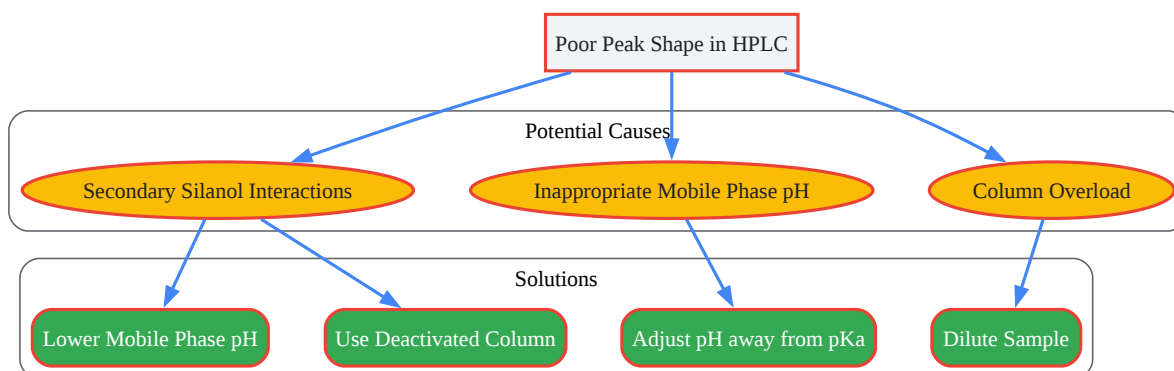 Poor Peak Shape in HPLC
Potential Causes
Secondary Silanol Interactions
Inappropriate Mobile Phase pH
Column Overload
Solutions
Lower Mobile Phase pH
Use Deactivated Column
Adjust pH away from pKa
Dilute Sample